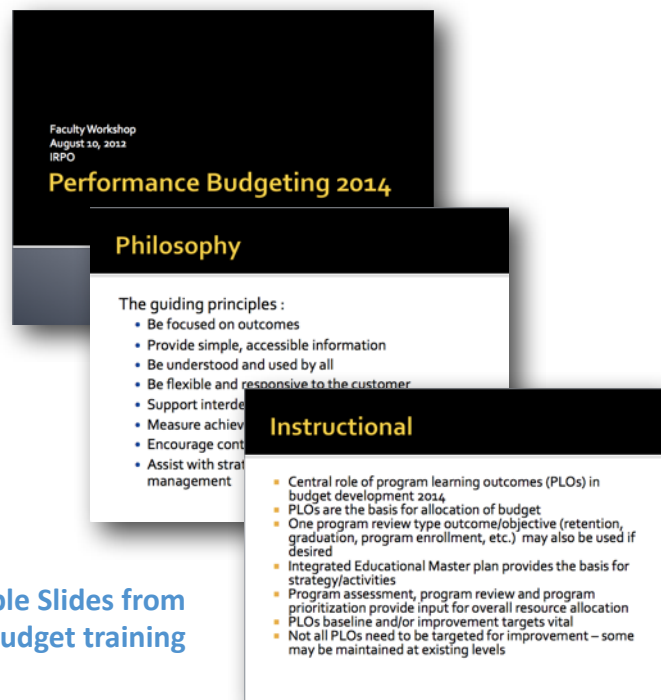 Faculty Workshop
August 10, 2012
IRPO
Performance Budgeting 2014
Philosophy
The guiding principles :
• Be focused on outcomes
• Provide simple, accessible information
• Be understood and used by all
• Be flexible and responsive to the customer
• Support
• Measure
• Encourage
• Assist with
management
Instructional
Central role of program learning outcomes (PLOs) in
budget development 2014
PLOs are the basis for allocation of budget
One program review type outcome/objective (retention,
graduation, program enrollment, etc.) may also be used if
desired
Integrated Educational Master plan provides the basis for
strategy/activities
Program assessment, program review and program
prioritization provide input for overall resource allocation
PLOs baseline and/or improvement targets vital
Not all PLOs need to be targeted for improvement – some
may be maintained at existing levels
Slides from
training